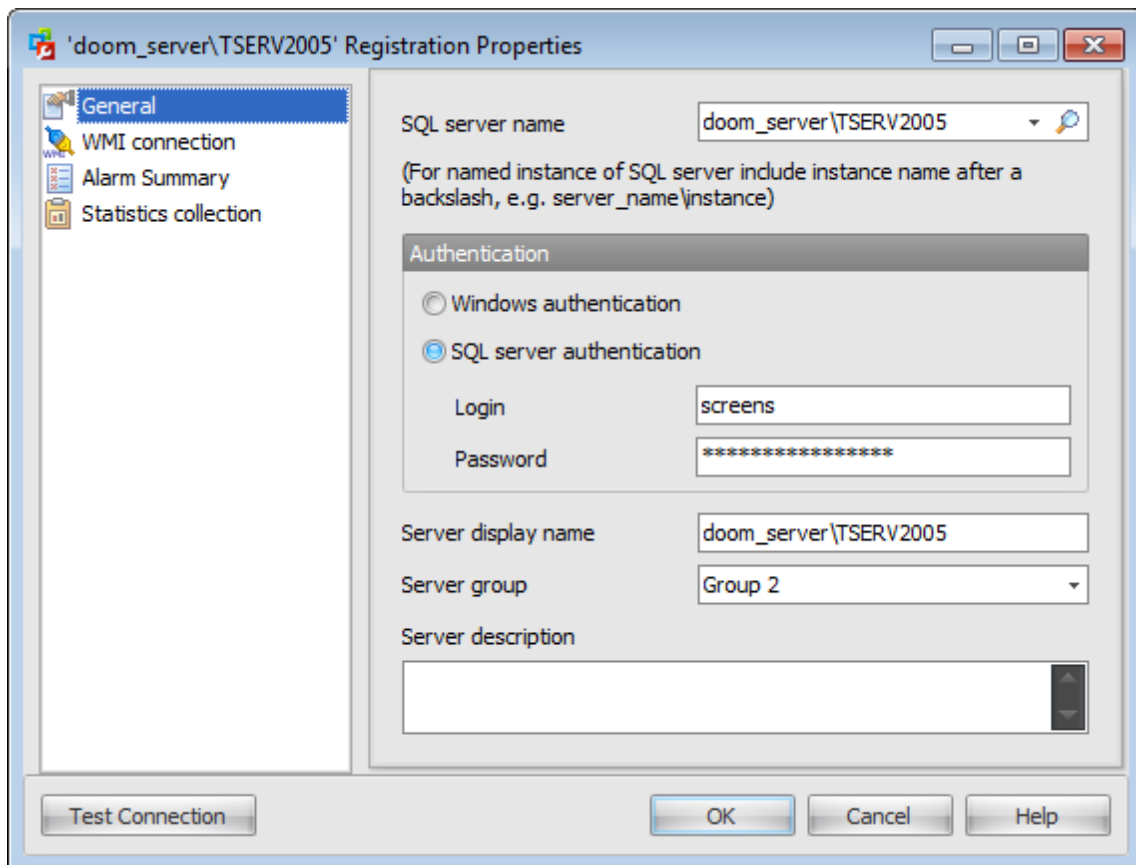 'doom_server\TSERV2005' Registration Properties
General
WMI connection
Alarm Summary
Statistics collection
SQL server name
doom_server\TSERV2005
(For named instance of SQL server include instance name after a
backslash, e.g. server_name\instance)
Authentication
Windows authentication
SQL server authentication
Login
screens
Password
****************
Server display name
doom_server\TSERV2005
Server group
Group 2
Server description
Test Connection
OK
Cancel
Help